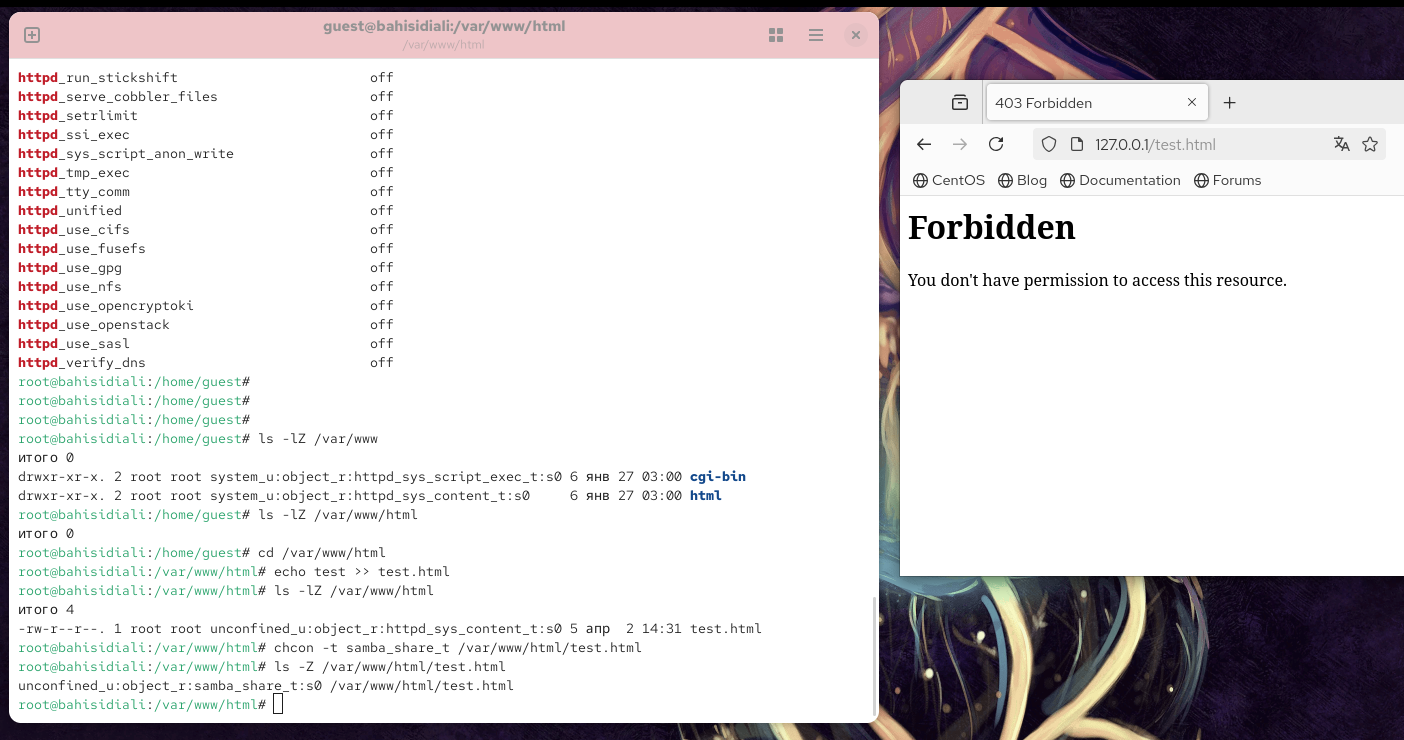 guest@bahisidiali:/var/www/html
/var/www/html
httpd_run_stickshift off
httpd_serve_cobbler_files off
httpd_setrlimit off
httpd_ssi_exec off
httpd_sys_script_anon_write off
httpd_tmp_exec off
httpd_tty_comm off
httpd_unified off
httpd_use_cifs off
httpd_use_fusefs off
httpd_use_gpg off
httpd_use_nfs off
httpd_use_opencryptoki off
httpd_use_openstack off
httpd_use_sasl off
httpd_verify_dns off
root@bahisidiali:/home/guest#
root@bahisidiali:/home/guest#
root@bahisidiali:/home/guest#
root@bahisidiali:/home/guest# ls -lZ /var/www
итого 0
drwxr-xr-x. 2 root root system_u:object_r:httpd_sys_script_exec_t:s0 6 янв 27 03:00 cgi-bin
drwxr-xr-x. 2 root root system_u:object_r:httpd_sys_content_t:s0     6 янв 27 03:00 html
root@bahisidiali:/home/guest# ls -lZ /var/www/html
итого 0
root@bahisidiali:/home/guest# cd /var/www/html
root@bahisidiali:/var/www/html# echo test >> test.html
root@bahisidiali:/var/www/html# ls -lZ /var/www/html
итого 4
-rw-r--r--. 1 root root unconfined_u:object_r:httpd_sys_content_t:s0 5 апр  2 14:31 test.html
root@bahisidiali:/var/www/html# chcon -t samba_share_t /var/www/html/test.html
root@bahisidiali:/var/www/html# ls -Z /var/www/html/test.html
unconfined_u:object_r:samba_share_t:s0 /var/www/html/test.html
root@bahisidiali:/var/www/html#
403 Forbidden
127.0.0.1/test.html
CentOS Blog Documentation Forums
Forbidden
You don't have permission to access this resource.